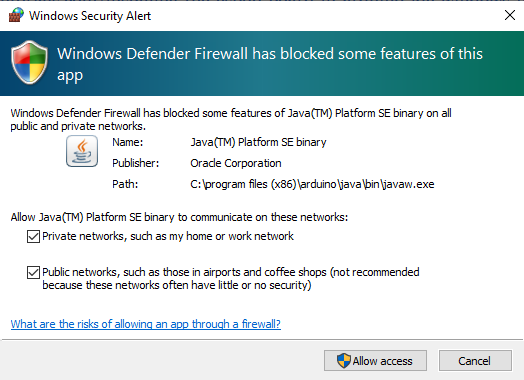 Windows Security Alert
Windows Defender Firewall has blocked some features of this
app
Windows Defender Firewall has blocked some features of Java(TM) Platform SE binary on all
public and private networks.
Name: Java(TM) Platform SE binary
Publisher: Oracle Corporation
Path: C:\program files (x86)\arduino\java\bin\javaw.exe
Allow Java(TM) Platform SE binary to communicate on these networks:
Private networks, such as my home or work network
Public networks, such as those in airports and coffee shops (not recommended
because these networks often have little or no security)
What are the risks of allowing an app through a firewall?
Allow access Cancel